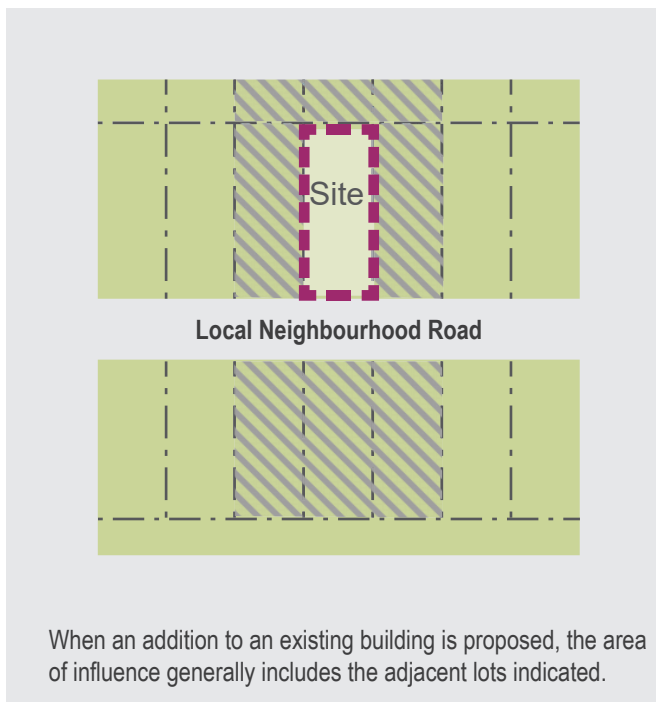 Site
Local Neighbourhood Road
When an addition to an existing building is proposed, the area
of influence generally includes the adjacent lots indicated.